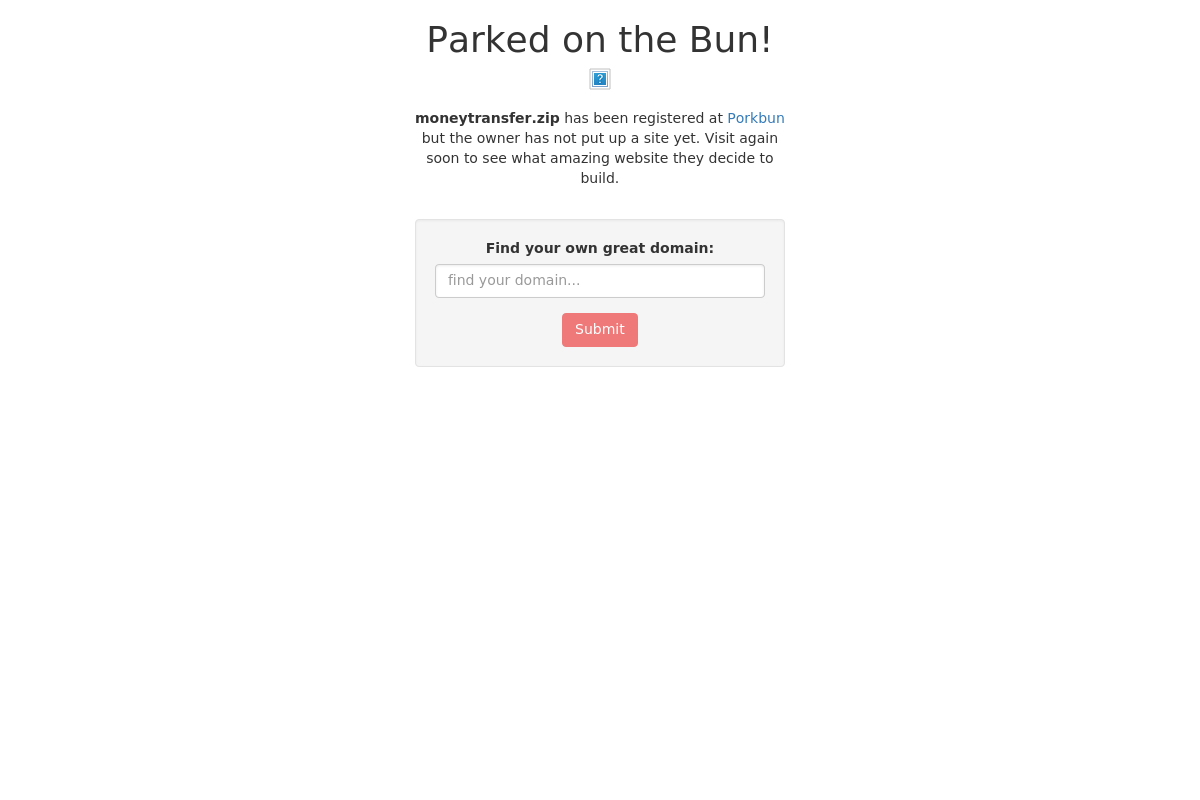 Parked on the Bun!
?
moneytransfer.zip has been registered at Porkbun
but the owner has not put up a site yet. Visit again
soon to see what amazing website they decide to
build.
Find your own great domain:
find your domain...
Submit